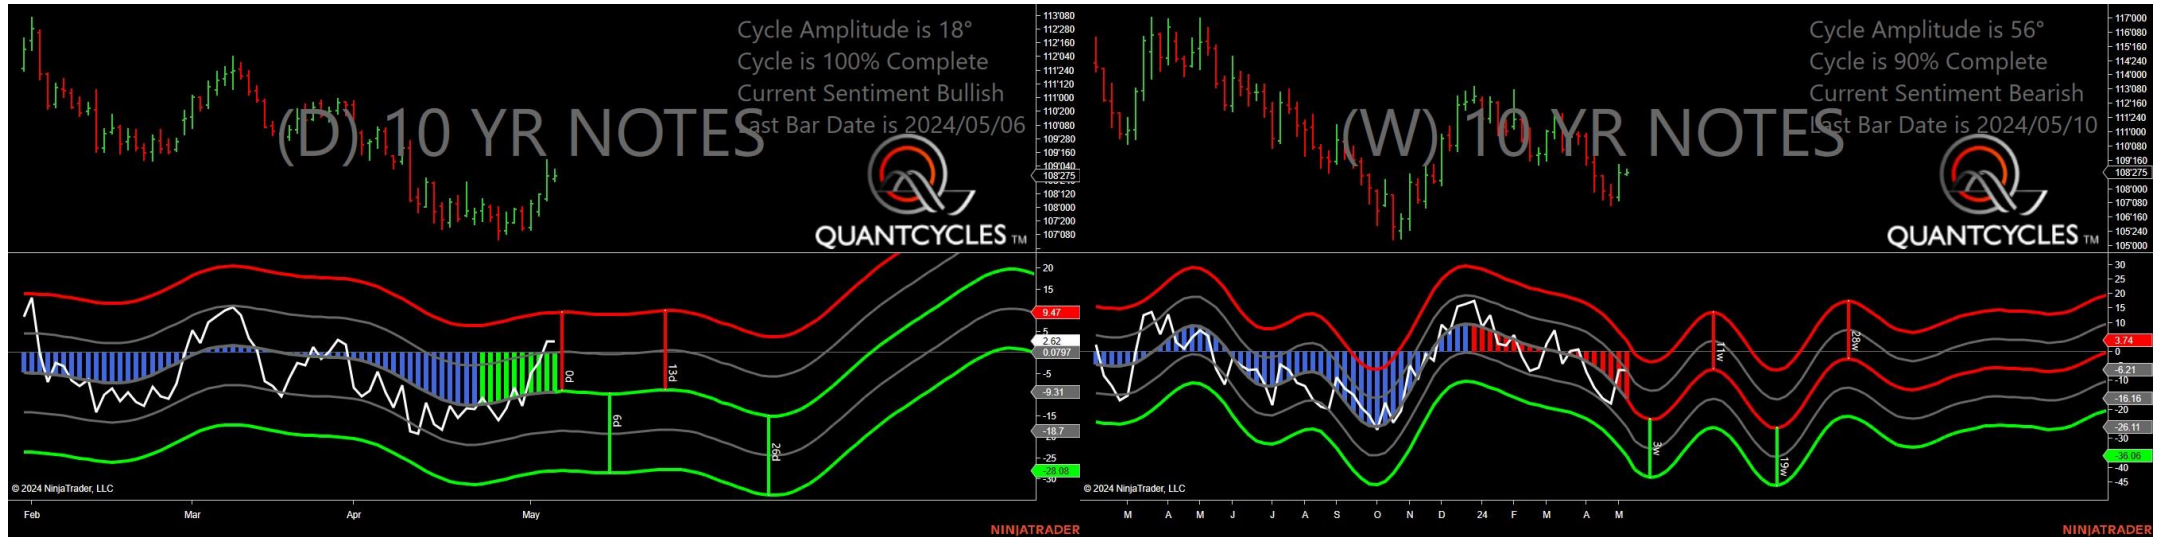 Cycle Amplitude is 18°
Cycle is 100% Complete
Current Sentiment Bullish
Last Bar Date is 2024/05/06
(D) 10 YR NOTES
QUANTCYCLES TM
113'080
112'280
112'160
112'040
111'240
111'120
111'000
110'200
110'080
109'280
109'160
109'040
108'275
108'120
108'000
107'200
107'080
20
15
9.47
5
2.62
0.0797
-5
-9.31
-15
-18.7
-25
-28.08
-30
0d
6d
13d
26d
© 2024 NinjaTrader, LLC
Feb
Mar
Apr
May
NINJATRADER
Cycle Amplitude is 56°
Cycle is 90% Complete
Current Sentiment Bearish
Last Bar Date is 2024/05/10
(W) 10 YR NOTES
QUANTCYCLES TM
117'000
116'080
115'160
114'240
114'000
113'080
112'160
111'240
111'000
110'080
109'160
108'275
108'000
107'080
106'160
105'240
105'000
30
25
20
15
10
3.74
0
-6.21
-10
-16.16
-20
-26.11
-30
-36.06
-40
-45
3w
11w
19w
28w
© 2024 NinjaTrader, LLC
M A M J J A S O N D 24 F M A M
NINJATRADER